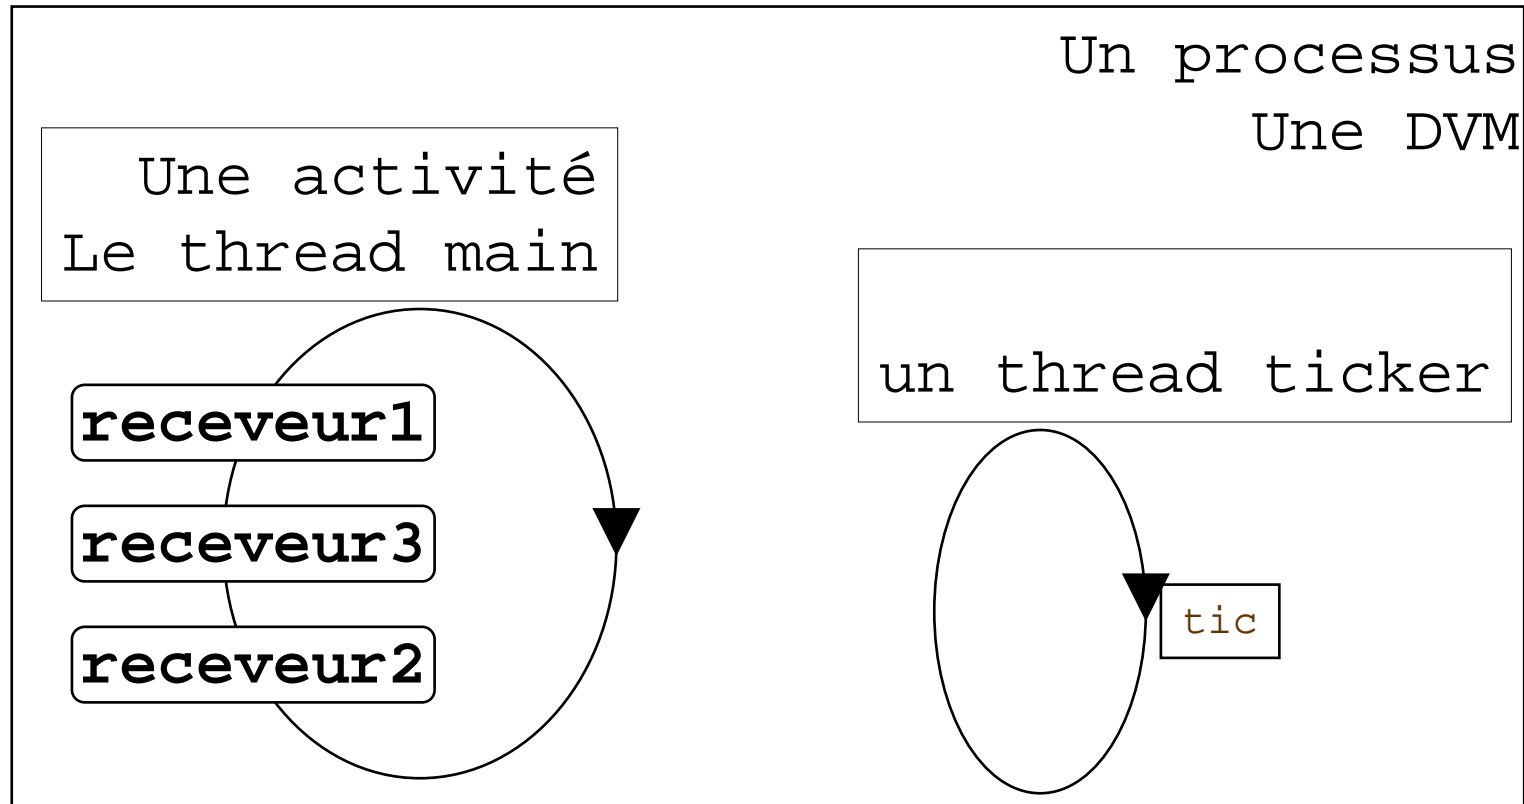 Un processus
Une DVM
Une activité
Le thread main
un thread ticker
receveur1
receveur3
receveur2
tic